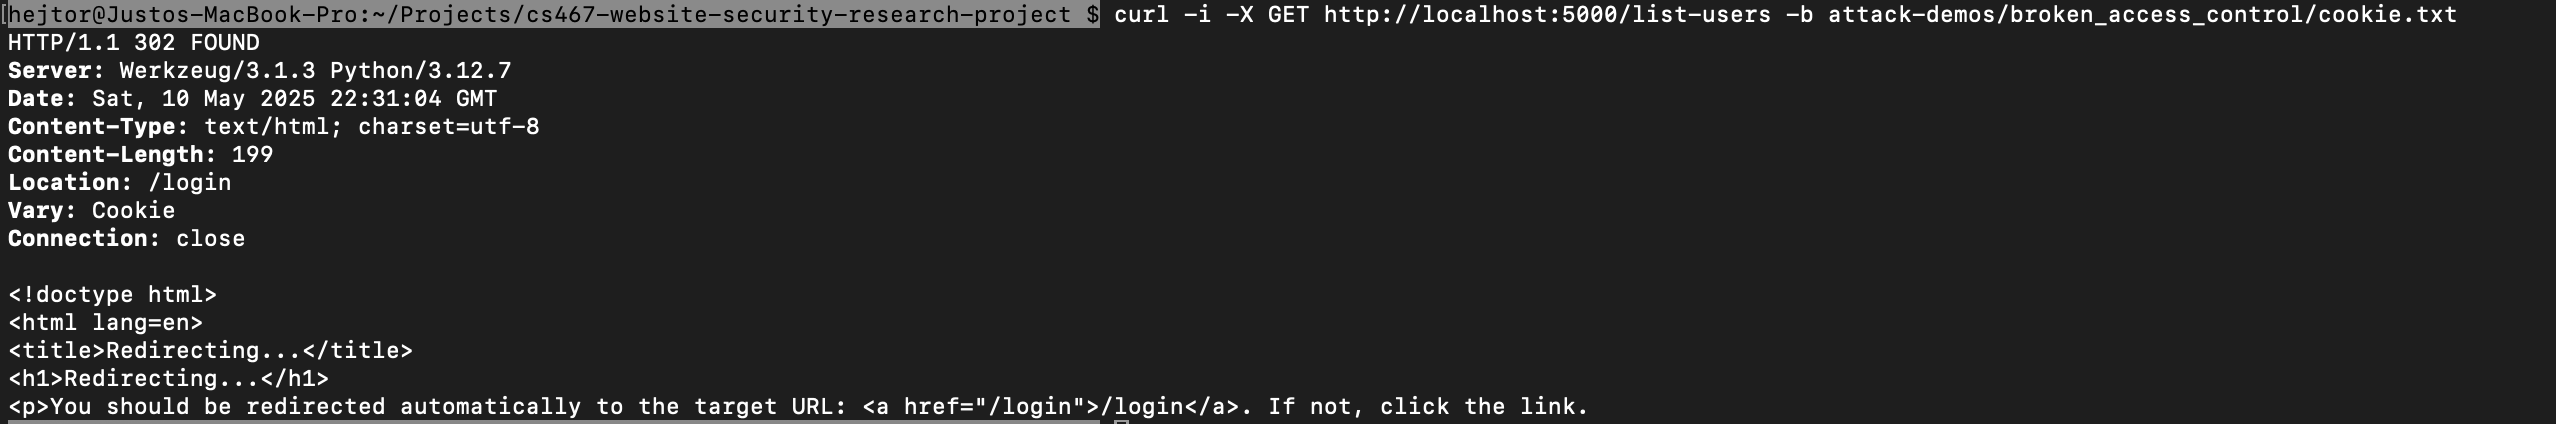 hejtor@Justos-MacBook-Pro:~/Projects/cs467-website-security-research-project $ curl -i -X GET http://localhost:5000/list-users -b attack-demos/broken_access_control/cookie.txt
HTTP/1.1 302 FOUND
Server: Werkzeug/3.1.3 Python/3.12.7
Date: Sat, 10 May 2025 22:31:04 GMT
Content-Type: text/html; charset=utf-8
Content-Length: 199
Location: /login
Vary: Cookie
Connection: close
<!doctype html>
<html lang=en>
<title>Redirecting...</title>
<h1>Redirecting...</h1>
<p>You should be redirected automatically to the target URL: <a href="/login">/login</a>. If not, click the link.